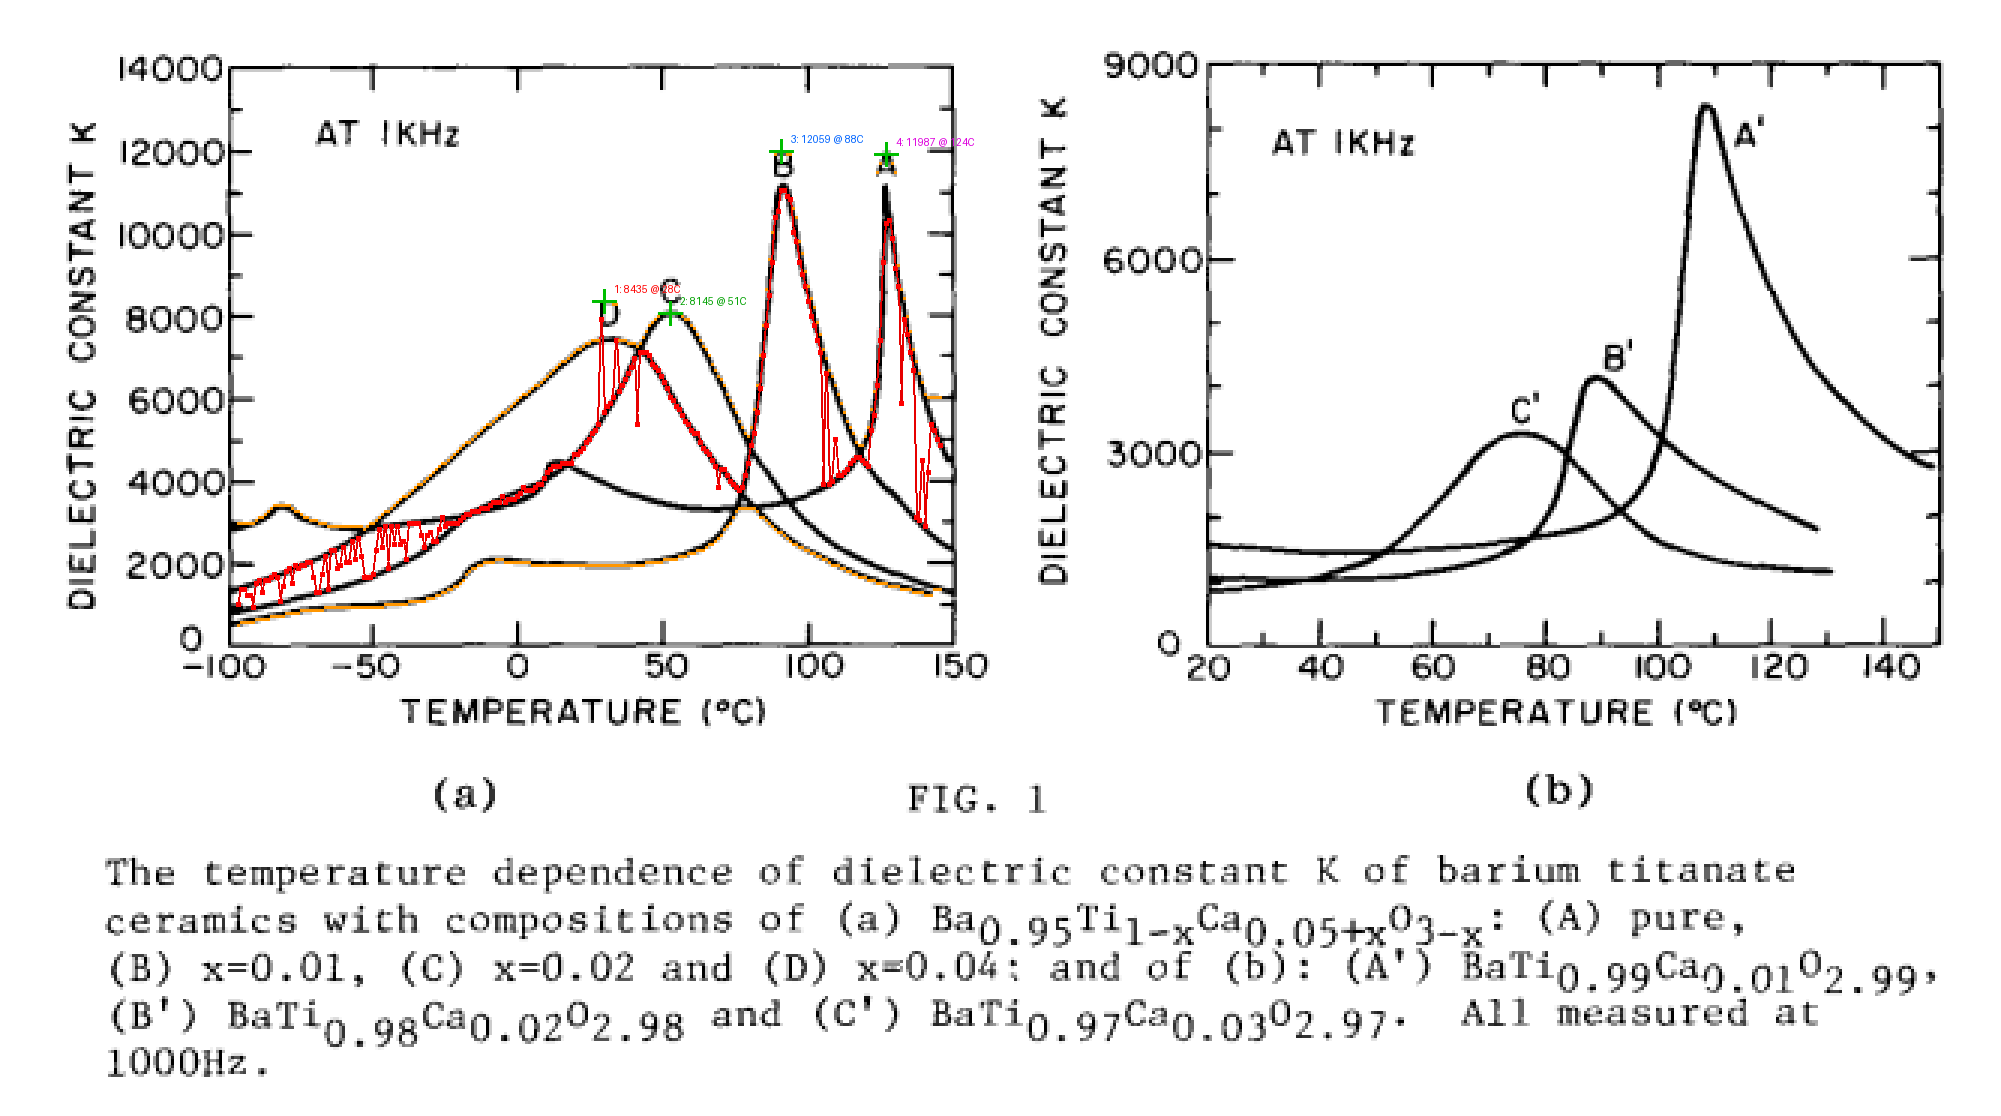 14000
12000
10000
8000
6000
4000
2000
0
DIELECTRIC CONSTANT K
AT 1KHz
1:8435 @ 28C
2:8145 @ 51C
3:12059 @ 88C
4:11987 @ 124C
D
C
B
A
-100 -50 0 50 100 150
TEMPERATURE (°C)
(a)
9000
6000
3000
0
DIELECTRIC CONSTANT K
AT 1KHz
A'
B'
C'
20 40 60 80 100 120 140
TEMPERATURE (°C)
(b)
FIG. 1
The temperature dependence of dielectric constant K of barium titanate
ceramics with compositions of (a) Ba0.95Ti1-xCa0.05+xO3-x: (A) pure,
(B) x=0.01, (C) x=0.02 and (D) x=0.04: and of (b): (A') BaTi0.99Ca0.01O2.99,
(B') BaTi0.98Ca0.02O2.98 and (C') BaTi0.97Ca0.03O2.97. All measured at
1000Hz.